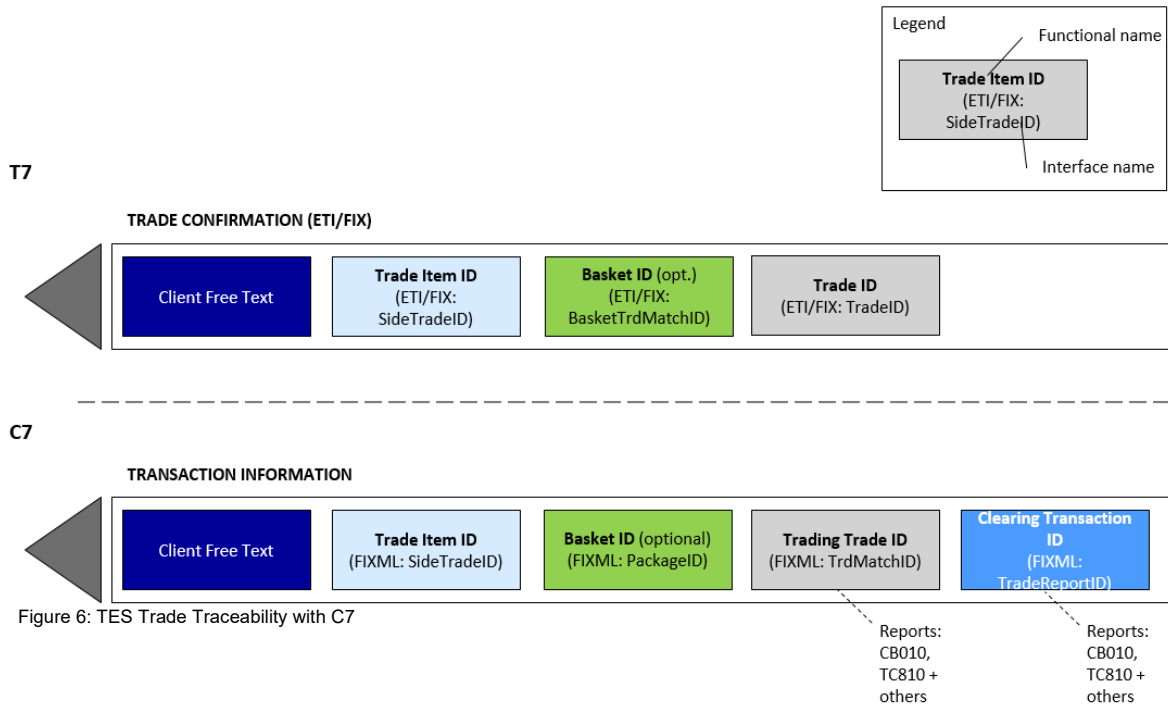 Legend
Functional name
Trade Item ID
(ETI/FIX:
SideTradeID)
Interface name
T7
TRADE CONFIRMATION (ETI/FIX)
Client Free Text
Trade Item ID
(ETI/FIX:
SideTradeID)
Basket ID (opt.)
(ETI/FIX:
BasketTrdMatchID)
Trade ID
(ETI/FIX: TradeID)
C7
TRANSACTION INFORMATION
Client Free Text
Trade Item ID
(FIXML: SideTradeID)
Basket ID (optional)
(FIXML: PackageID)
Trading Trade ID
(FIXML: TrdMatchID)
Clearing Transaction
ID
(FIXML:
TradeReportID)
Figure 6: TES Trade Traceability with C7
Reports:
CB010,
TC810 +
others
Reports:
CB010,
TC810 +
others